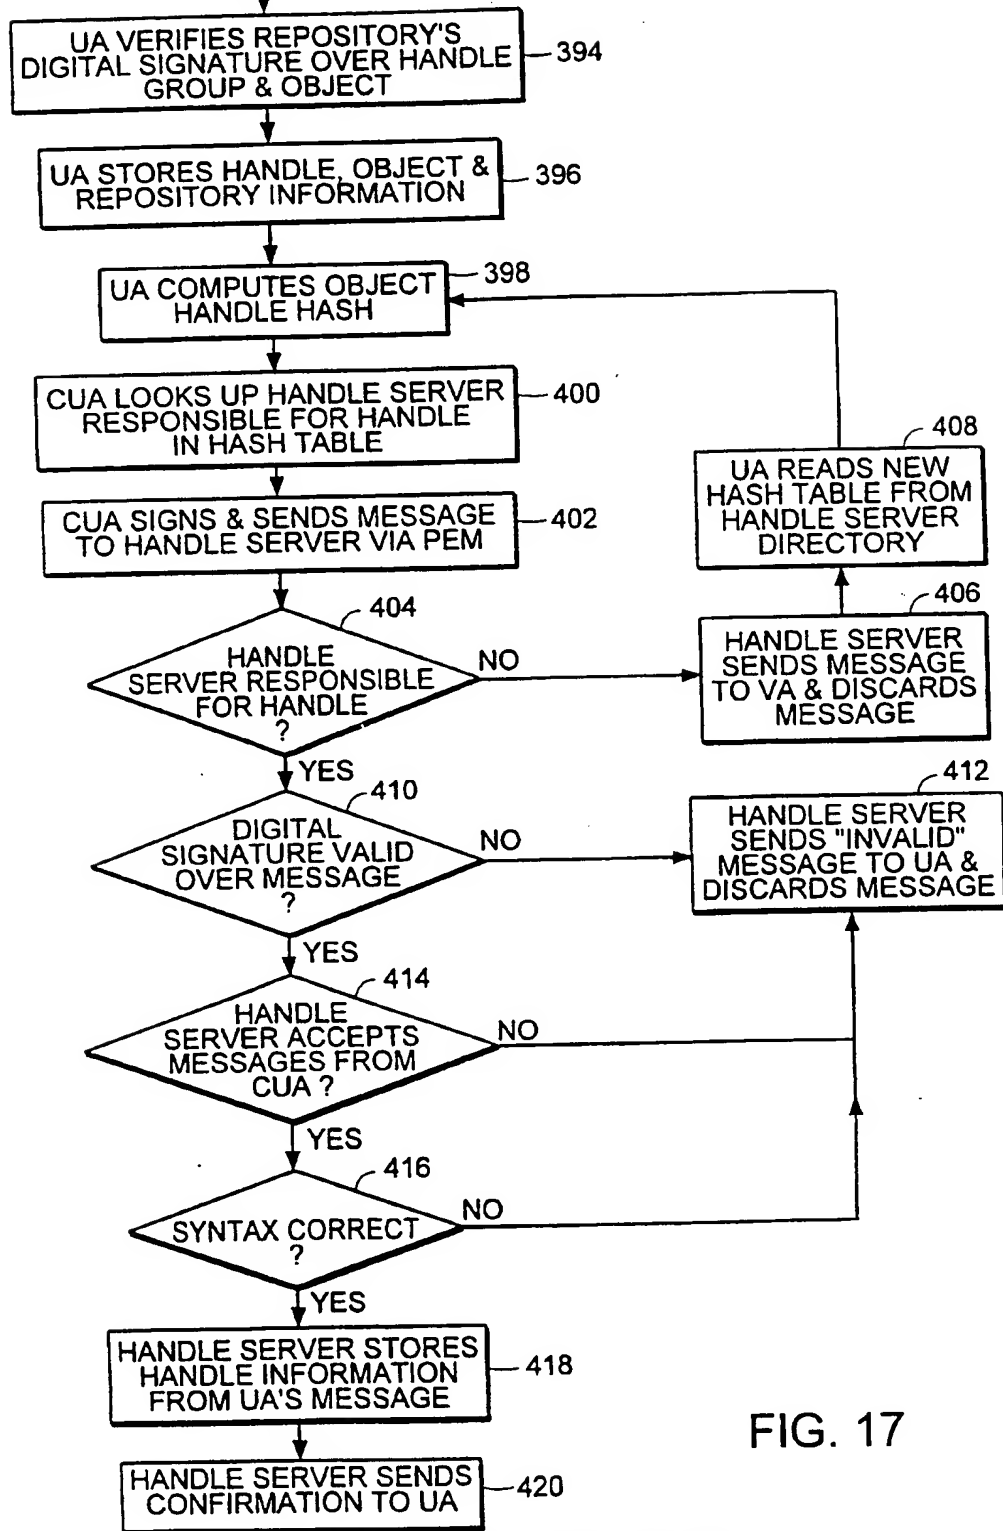 UA VERIFIES REPOSITORY'S
DIGITAL SIGNATURE OVER HANDLE
GROUP & OBJECT
394
UA STORES HANDLE, OBJECT &
REPOSITORY INFORMATION
396
UA COMPUTES OBJECT
HANDLE HASH
398
CUA LOOKS UP HANDLE SERVER
RESPONSIBLE FOR HANDLE
IN HASH TABLE
400
CUA SIGNS & SENDS MESSAGE
TO HANDLE SERVER VIA PEM
402
HANDLE
SERVER RESPONSIBLE
FOR HANDLE
?
404
NO
YES
HANDLE SERVER
SENDS MESSAGE
TO VA & DISCARDS
MESSAGE
406
UA READS NEW
HASH TABLE FROM
HANDLE SERVER
DIRECTORY
408
DIGITAL
SIGNATURE VALID
OVER MESSAGE
?
410
NO
YES
HANDLE SERVER
SENDS "INVALID"
MESSAGE TO UA &
DISCARDS MESSAGE
412
HANDLE
SERVER ACCEPTS
MESSAGES FROM
CUA ?
414
NO
YES
SYNTAX CORRECT
?
416
NO
YES
HANDLE SERVER STORES
HANDLE INFORMATION
FROM UA'S MESSAGE
418
HANDLE SERVER SENDS
CONFIRMATION TO UA
420
FIG. 17